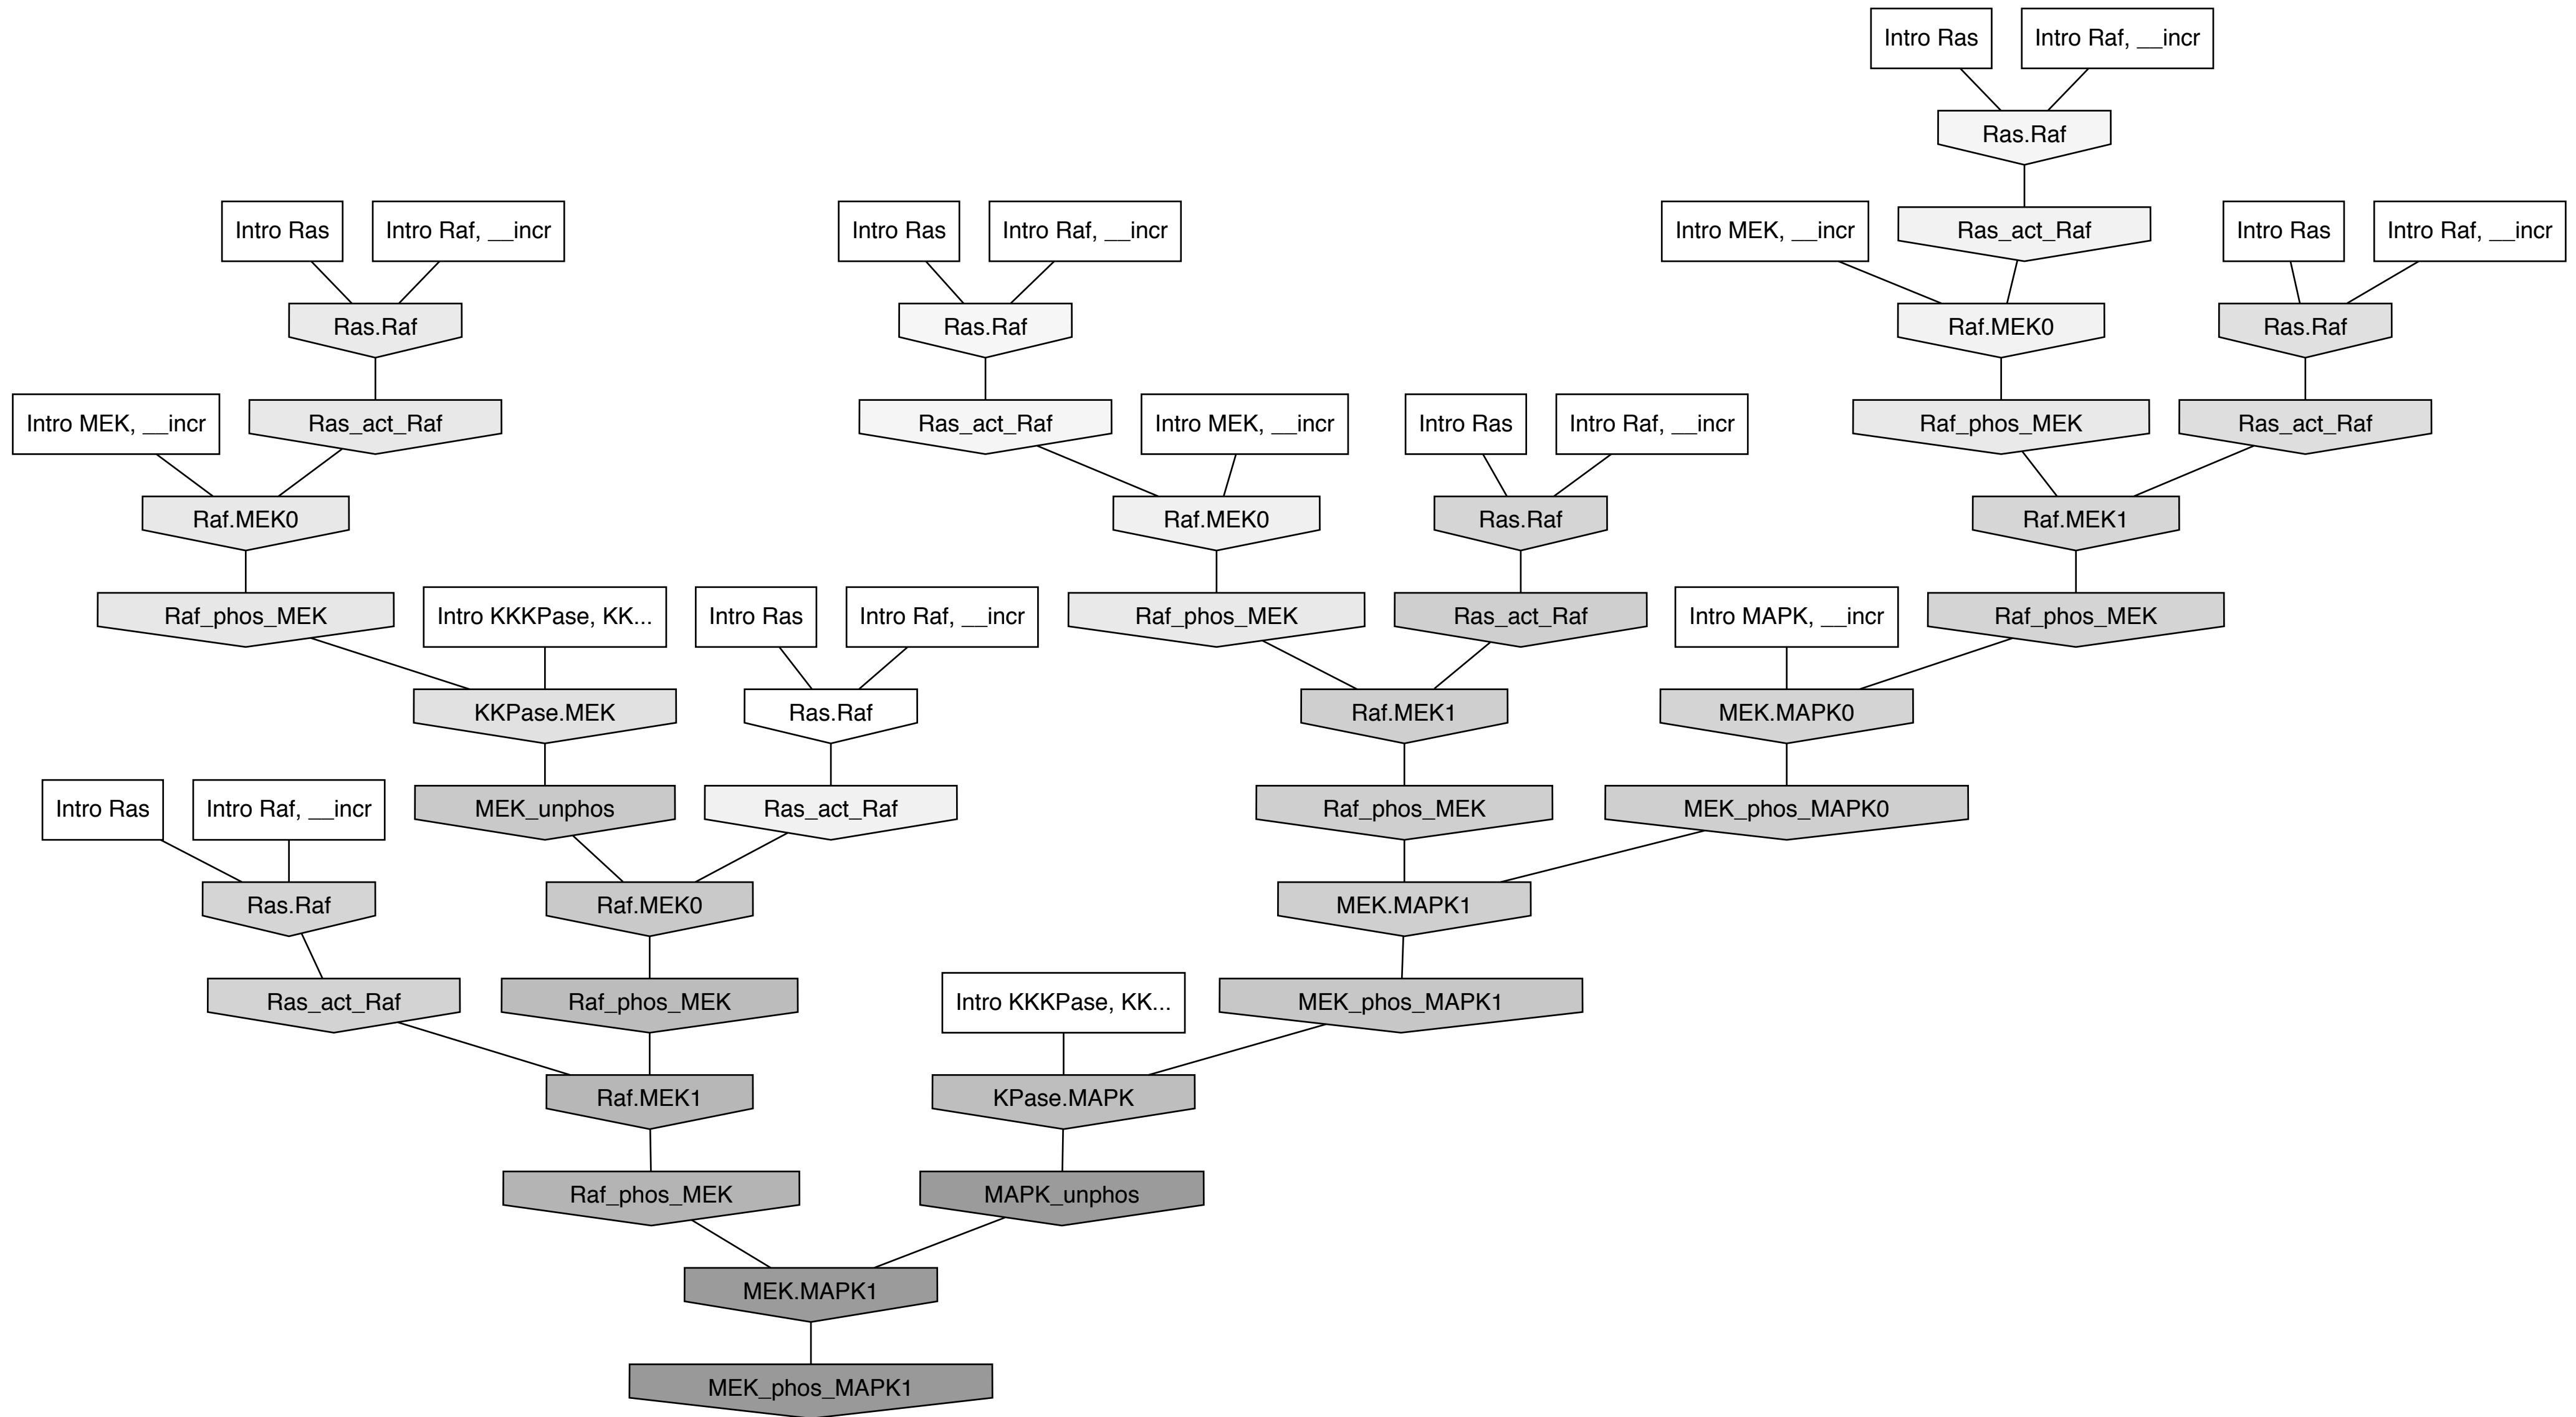 Intro Ras
Intro Raf, __incr
Ras.Raf
Intro Ras
Intro Raf, __incr
Intro Ras
Intro Raf, __incr
Intro MEK, __incr
Ras_act_Raf
Intro Ras
Intro Raf, __incr
Ras.Raf
Ras.Raf
Raf.MEK0
Ras.Raf
Intro MEK, __incr
Ras_act_Raf
Ras_act_Raf
Intro MEK, __incr
Intro Ras
Intro Raf, __incr
Raf_phos_MEK
Ras_act_Raf
Raf.MEK0
Raf.MEK0
Ras.Raf
Raf.MEK1
Raf_phos_MEK
Intro KKKPase, KK...
Intro Ras
Intro Raf, __incr
Raf_phos_MEK
Ras_act_Raf
Intro MAPK, __incr
Raf_phos_MEK
KKPase.MEK
Ras.Raf
Raf.MEK1
MEK.MAPK0
Intro Ras
Intro Raf, __incr
MEK_unphos
Ras_act_Raf
Raf_phos_MEK
MEK_phos_MAPK0
Ras.Raf
Raf.MEK0
MEK.MAPK1
Ras_act_Raf
Raf_phos_MEK
Intro KKKPase, KK...
MEK_phos_MAPK1
Raf.MEK1
KPase.MAPK
Raf_phos_MEK
MAPK_unphos
MEK.MAPK1
MEK_phos_MAPK1